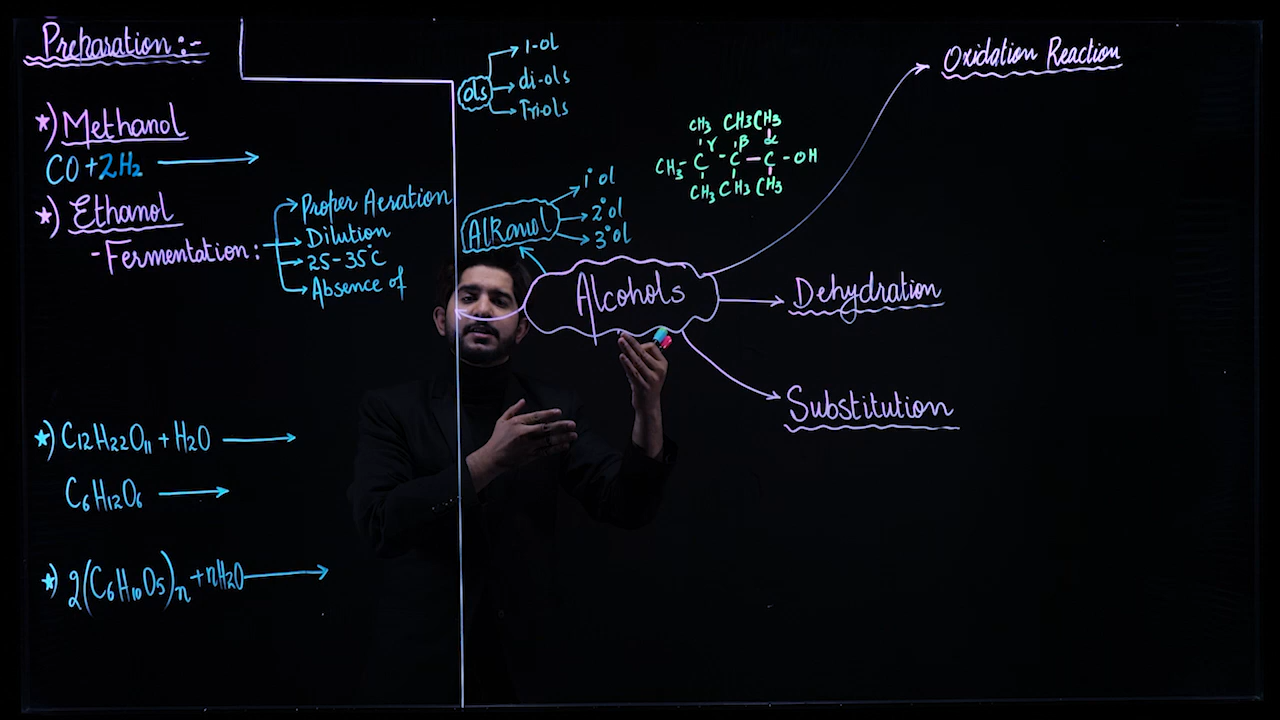 Preparation:-
*) Methanol
CO + 2H2 ⟶
*) Ethanol
- Fermentation:
Proper Aeration
Dilution
25-35°C
Absence of
*) C12H22O11 + H2O ⟶
C6H12O6 ⟶
*) 2(C6H10O5)n + nH2O ⟶
ols
1-ol
di-ols
Tri-ols
Alkanol
1° ol
2° ol
3° ol
CH3 CH3 CH3
γ β α
CH3 - C - C - C - OH
CH3 CH3 CH3
Alcohols
Oxidation Reaction
Dehydration
Substitution